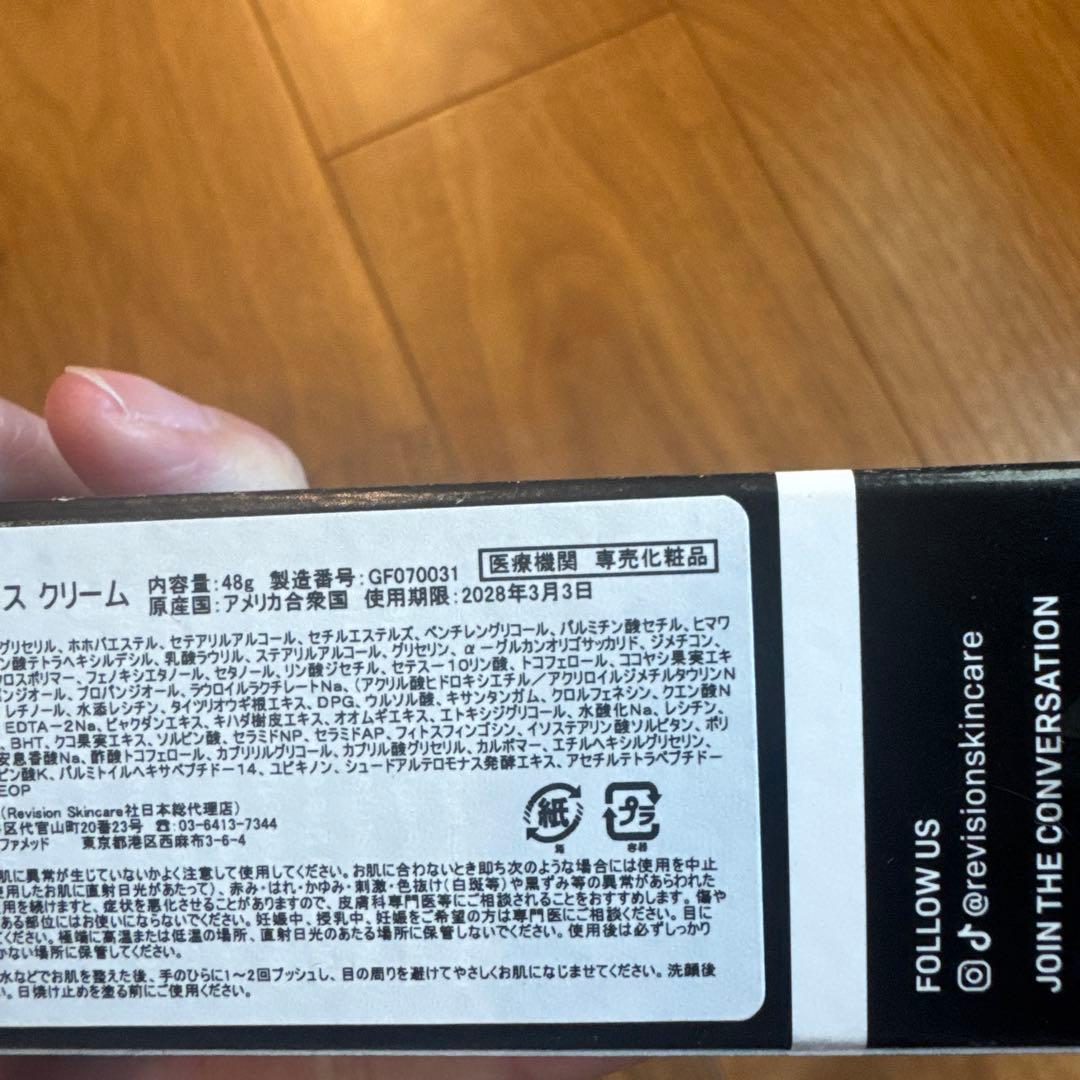 ス クリーム 内容量:48g 製造番号:GF070031 医療機関 専売化粧品
原産国:アメリカ合衆国 使用期限:2028年3月3日
グリセリル、ホホバエステル、セテアリルアルコール、セチルエステルズ、ペンチレングリコール、パルミチン酸セチル、ヒマワ
ン酸テトラヘキシルデシル、乳酸ラウリル、ステアリルアルコール、グリセリン、α-グルカンオリゴサッカリド、ジメチコン、
クロスポリマー、フェノキシエタノール、セタノール、リン酸ジセチル、セテス-10リン酸、トコフェロール、ココヤシ果実エキ
ンジオール、プロパンジオール、ラウロイルラクチレートNa、(アクリル酸ヒドロキシエチル/アクリロイルジメチルタウリンN
レチノール、水添レシチン、タイツリオウギ根エキス、DPG、ウルソル酸、キサンタンガム、クロルフェネシン、クエン酸N
EDTA-2Na、ビャクダンエキス、キハダ樹皮エキス、オオムギエキス、エトキシジグリコール、水酸化Na、レシチン、
、BHT、クコ果実エキス、ソルビン酸、セラミドNP、セラミドAP、フィトスフィンゴシン、イソステアリン酸ソルビタン、ポリ
安息香酸Na、酢酸トコフェロール、カプリリルグリコール、カプリル酸グリセリル、カルボマー、エチルヘキシルグリセリン、
ビン酸K、パルミトイルヘキサペプチド-14、ユビキノン、シュードアルテロモナス発酵エキス、アセチルテトラペプチド-
EOP
(Revision Skincare社日本総代理店)
区代官山町20番23号 ☎:03-6413-7344
ファメッド 東京都港区西麻布3-6-4
紙 箱
プラ 容器
肌に異常が生じていないかよく注意して使用してください。お肌に合わないとき即ち次のような場合には使用を中止
使用したお肌に直射日光があたって)、赤み・はれ・かゆみ・刺激・色抜け(白斑等)や黒ずみ等の異常があらわれた
用を続けますと、症状を悪化させることがありますので、皮膚科専門医等にご相談されることをおすすめします。傷や
ある部位にはお使いにならないでください。妊娠中、授乳中、妊娠をご希望の方は専門医にご相談ください。目に
ください。極端に高温または低温の場所、直射日光のあたる場所に保管しないでください。使用後は必ずしっかり
かない場所に保管してください。
水などでお肌を整えた後、手のひらに1~2回プッシュし、目の周りを避けてやさしくお肌になじませてください。洗顔後
い。日焼け止めを塗る前にご使用ください。
FOLLOW US
@revisionskincare
JOIN THE CONVERSATION